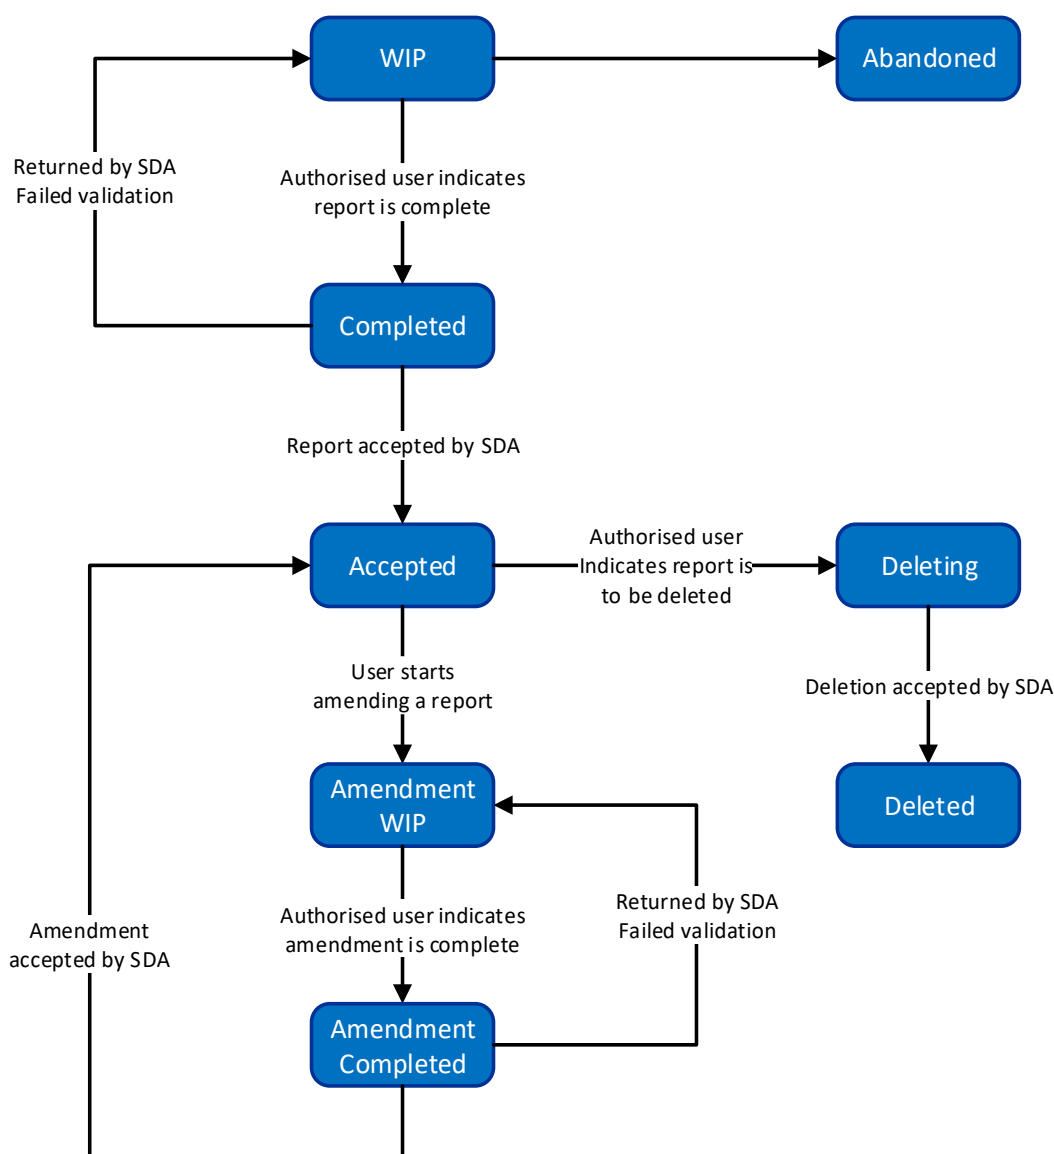 WIP
Abandoned
Returned by SDA
Failed validation
Authorised user indicates
report is complete
Completed
Report accepted by SDA
Accepted
Authorised user
Indicates report is
to be deleted
Deleting
User starts
amending a report
Deletion accepted by SDA
Amendment
WIP
Deleted
Authorised user indicates
amendment is complete
Returned by SDA
Failed validation
Amendment
accepted by SDA
Amendment
Completed